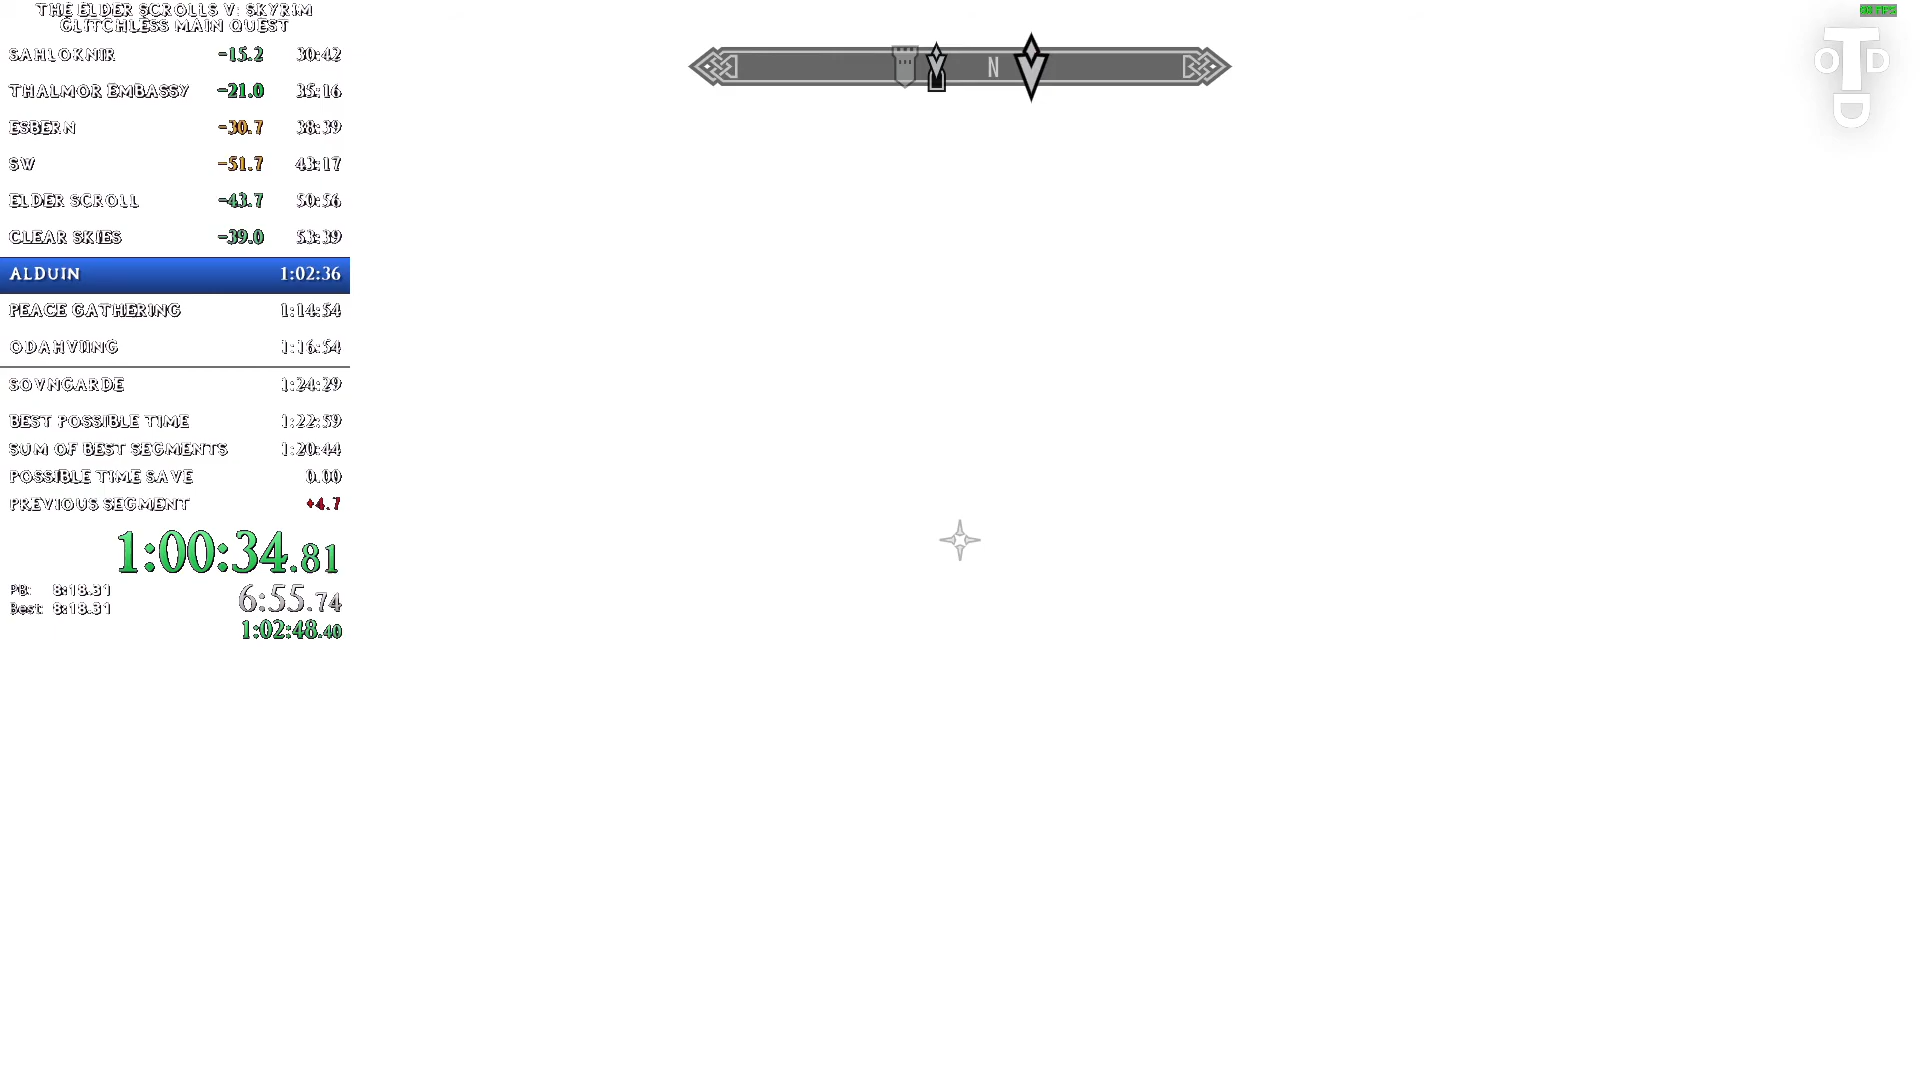 THE ELDER SCROLLS V: SKYRIM
GLITCHLESS MAIN QUEST
SAHLOKNIR -15.2 30:42
THALMOR EMBASSY -21.0 35:16
ESBERN -30.7 38:39
SW -51.7 43:17
ELDER SCROLL -43.7 50:56
CLEAR SKIES -39.0 53:39
ALDUIN 1:02:36
PEACE GATHERING 1:14:54
ODAHVIING 1:16:54
SOVNGARDE 1:24:29
BEST POSSIBLE TIME 1:22:59
SUM OF BEST SEGMENTS 1:20:44
POSSIBLE TIME SAVE 0.00
PREVIOUS SEGMENT +4.7
1:00:34.81
PB: 8:18.31 6:55.74
Best: 8:18.31
1:02:48.40
N
T
O D
D